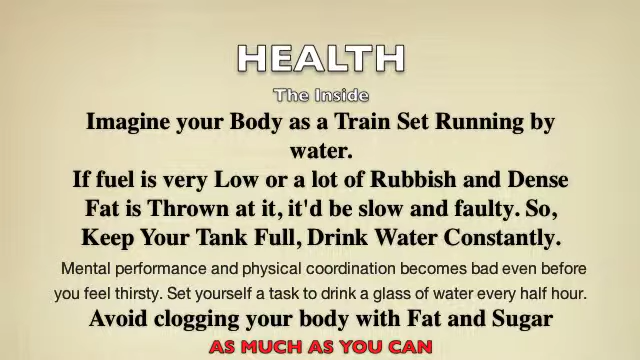 HEALTH
The Inside
Imagine your Body as a Train Set Running by
water.
If fuel is very Low or a lot of Rubbish and Dense
Fat is Thrown at it, it'd be slow and faulty. So,
Keep Your Tank Full, Drink Water Constantly.
Mental performance and physical coordination becomes bad even before
you feel thirsty. Set yourself a task to drink a glass of water every half hour.
Avoid clogging your body with Fat and Sugar
AS MUCH AS YOU CAN